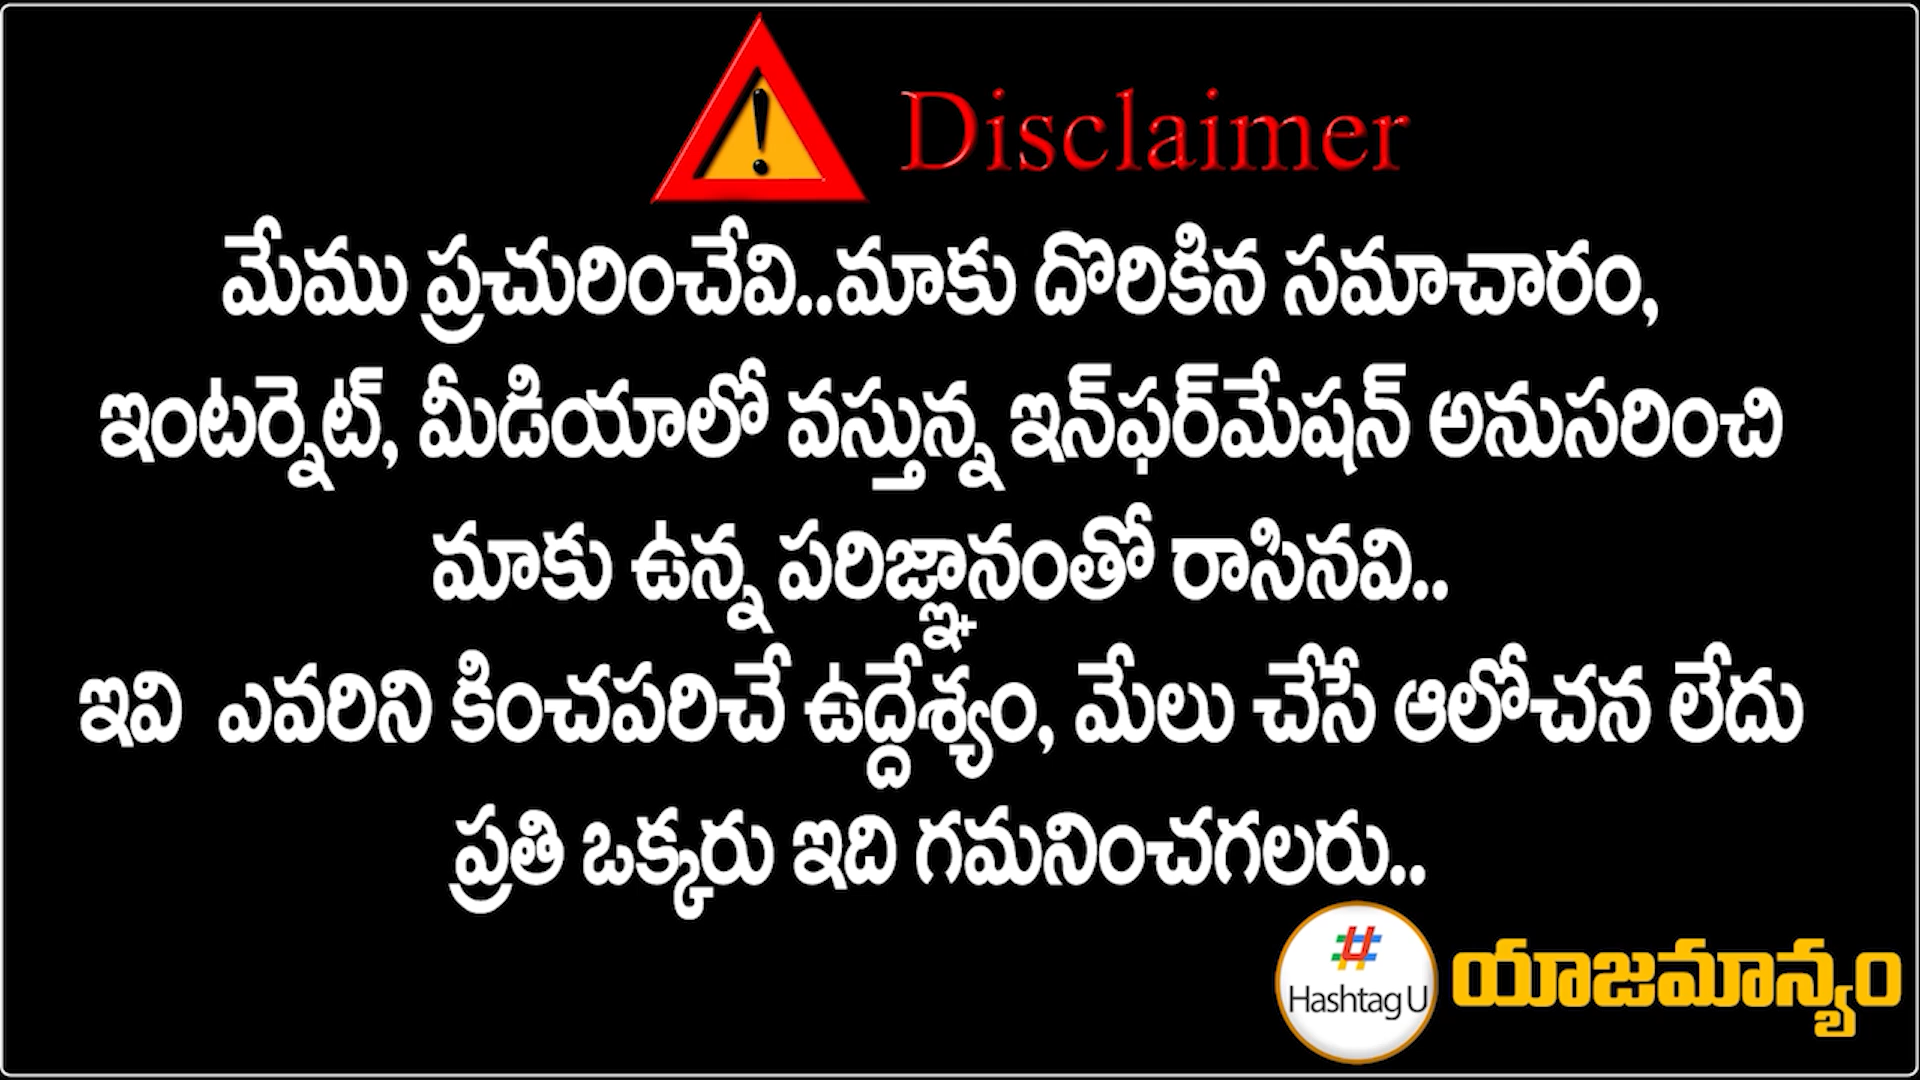 Disclaimer
మేము ప్రచురించేవి..మాకు దొరికిన సమాచారం,
ఇంటర్నెట్, మీడియాలో వస్తున్న ఇన్‌ఫర్‌మేషన్ అనుసరించి
మాకు ఉన్న పరిజ్ఞానంతో రాసినవి..
ఇవి ఎవరిని కించపరిచే ఉద్దేశ్యం, మేలు చేసే ఆలోచన లేదు
ప్రతి ఒక్కరు ఇది గమనించగలరు..
# Hashtag U యాజమాన్యం